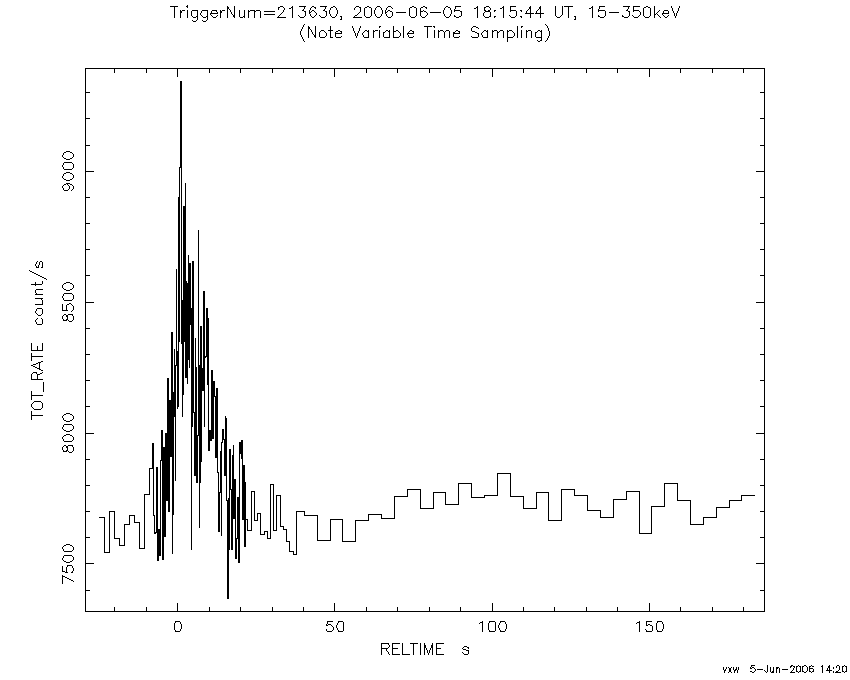 TriggerNum=213630, 2006-06-05 18:15:44 UT, 15-350keV
(Note Variable Time Sampling)
TOT_RATE count/s
9000
8500
8000
7500
0 50 100 150
RELTIME s
vxw 5-Jun-2006 14:20